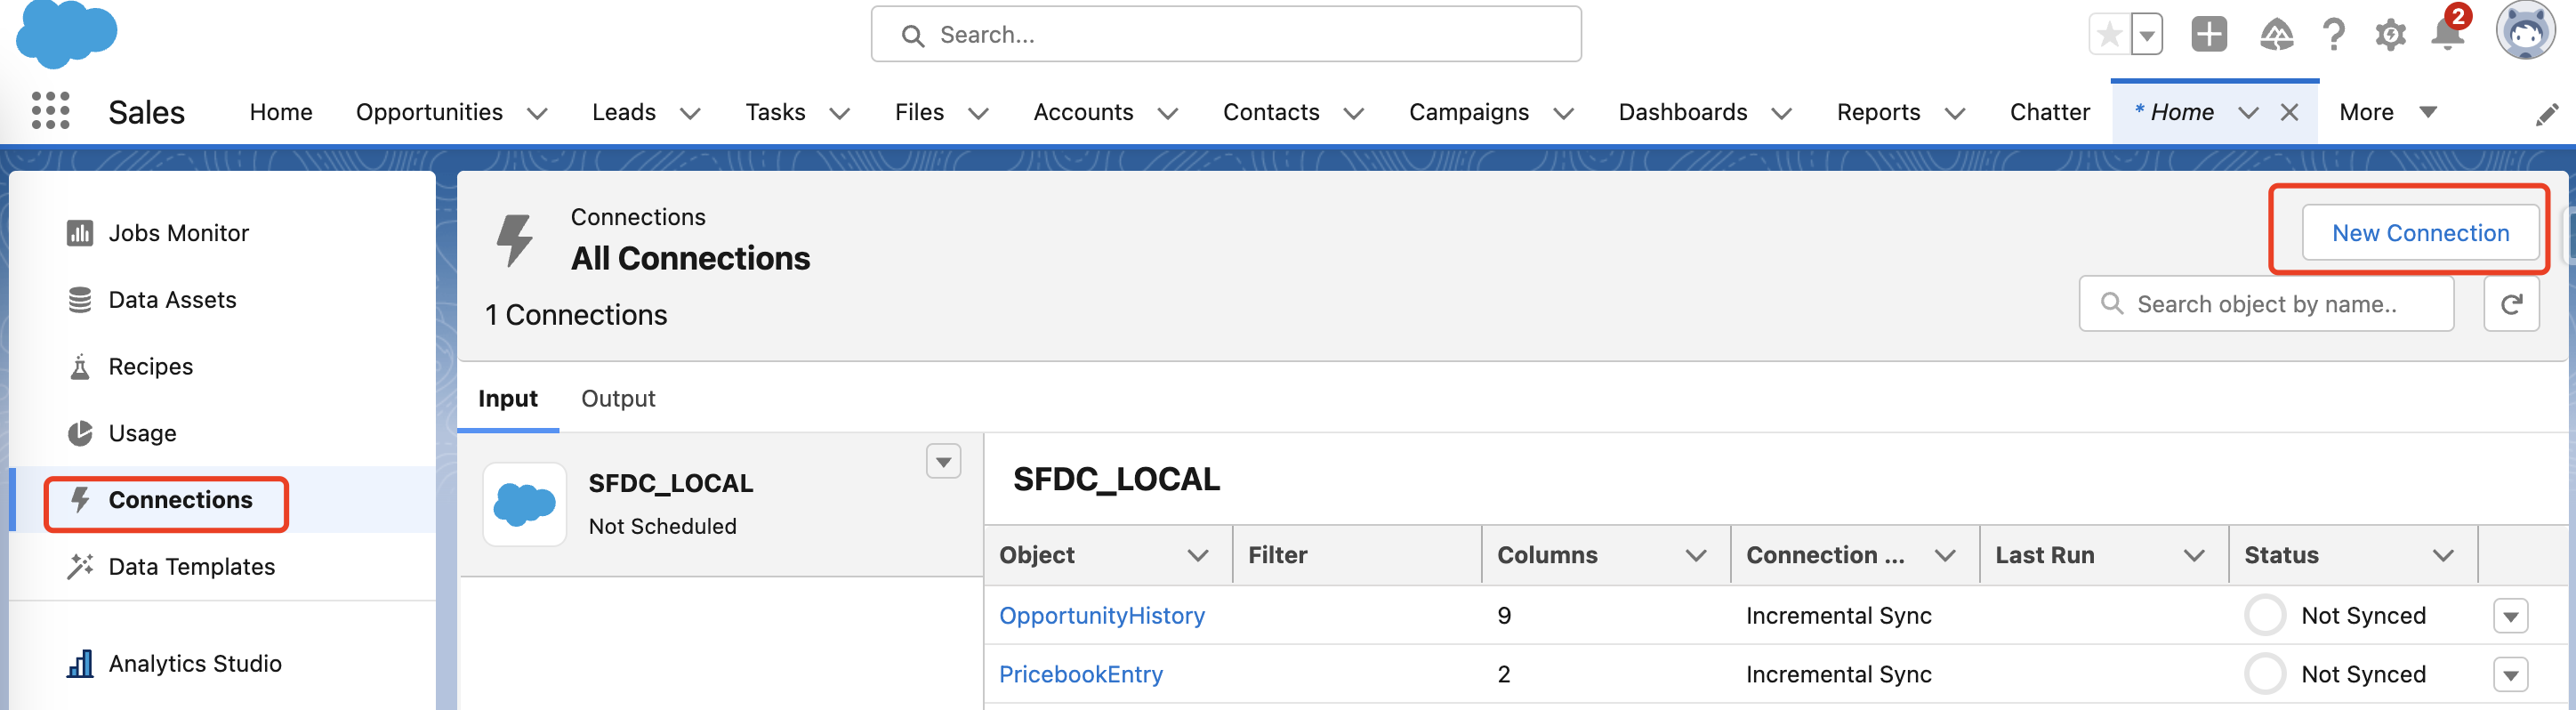 Search...
2
Sales
Home
Opportunities
Leads
Tasks
Files
Accounts
Contacts
Campaigns
Dashboards
Reports
Chatter
* Home
More
Jobs Monitor
Data Assets
Recipes
Usage
Connections
Data Templates
Analytics Studio
Connections
All Connections
1 Connections
New Connection
Search object by name..
Input
Output
SFDC_LOCAL
Not Scheduled
SFDC_LOCAL
Object
Filter
Columns
Connection ...
Last Run
Status
OpportunityHistory
9
Incremental Sync
Not Synced
PricebookEntry
2
Incremental Sync
Not Synced